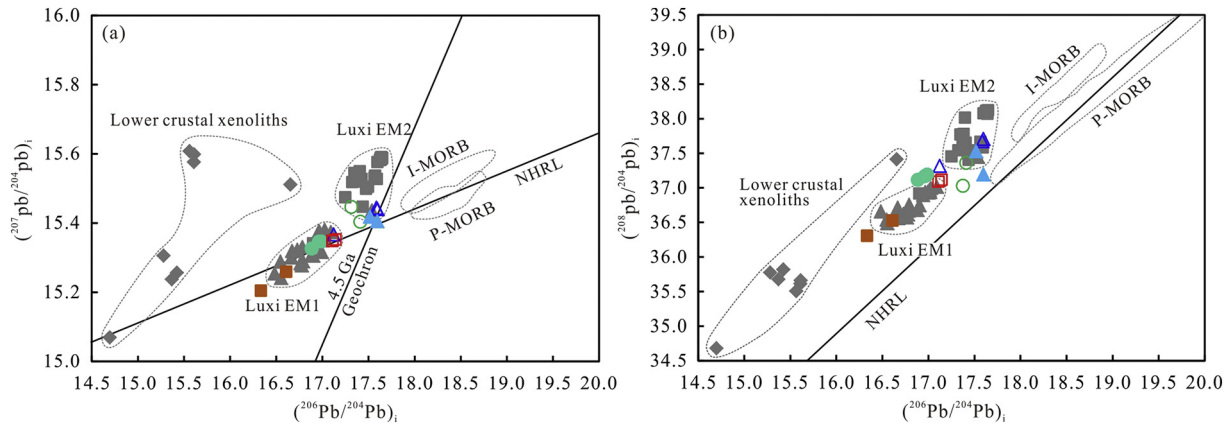 (a)
16.0
15.8
15.6
15.4
15.2
15.0
(²⁰⁷pb/²⁰⁴pb)ᵢ
Lower crustal xenoliths
Luxi EM2
I-MORB
NHRL
P-MORB
Luxi EM1
4.5 Ga
Geochron
14.5 15.0 15.5 16.0 16.5 17.0 17.5 18.0 18.5 19.0 19.5 20.0
(²⁰⁶Pb/²⁰⁴Pb)ᵢ
(b)
39.5
39.0
38.5
38.0
37.5
37.0
36.5
36.0
35.5
35.0
34.5
(²⁰⁸pb/²⁰⁴pb)ᵢ
I-MORB
Luxi EM2
P-MORB
Lower crustal
xenoliths
Luxi EM1
NHRL
14.5 15.0 15.5 16.0 16.5 17.0 17.5 18.0 18.5 19.0 19.5 20.0
(²⁰⁶Pb/²⁰⁴Pb)ᵢ